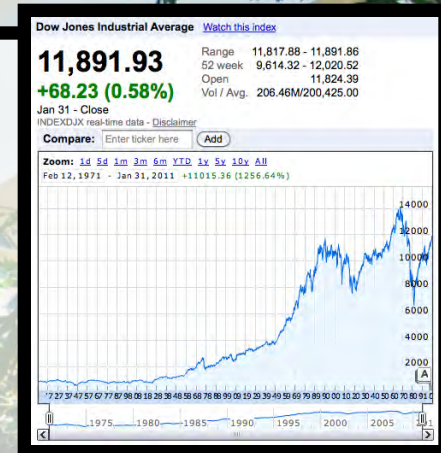 Dow Jones Industrial Average Watch this index
11,891.93
+68.23 (0.58%)
Jan 31 - Close
INDEXDJX real-time data - Disclaimer
Range 11,817.88 - 11,891.86
52 week 9,614.32 - 12,020.52
Open 11,824.39
Vol / Avg. 206.46M/200,425.00
Compare: Enter ticker here Add
Zoom: 1d 5d 1m 3m 6m YTD 1y 5y 10y All
Feb 12, 1971 - Jan 31, 2011 +11015.36 (1256.64%)
14000
12000
10000
8000
6000
4000
2000
A
1975 1980 1985 1990 1995 2000 2005